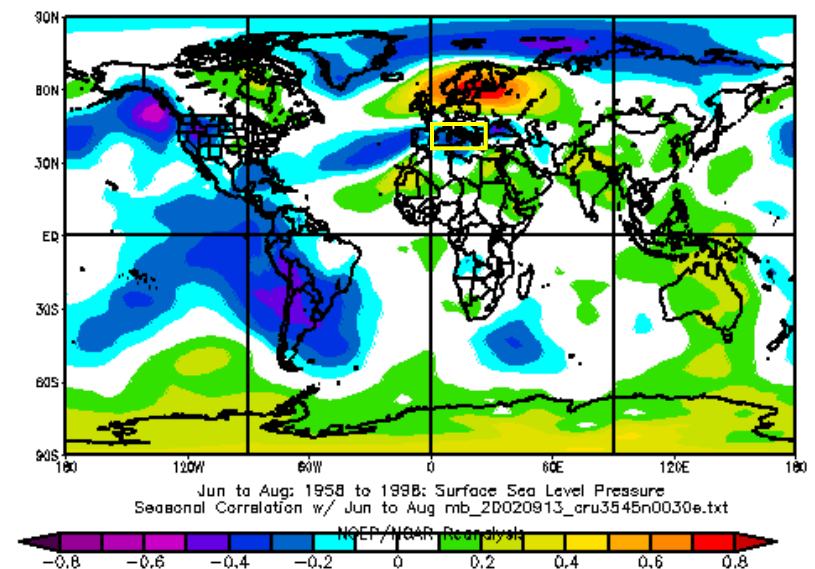 90N
60N
30N
EQ
30S
60S
90S
180 120W 60W 0 60E 120E 180
Jun to Aug: 1958 to 1998: Surface Sea Level Pressure
Seasonal Correlation w/ Jun to Aug mb_20020913_cru3545n0030e.txt
NCEP/NCAR Reanalysis
-0.8 -0.6 -0.4 -0.2 0 0.2 0.4 0.6 0.8